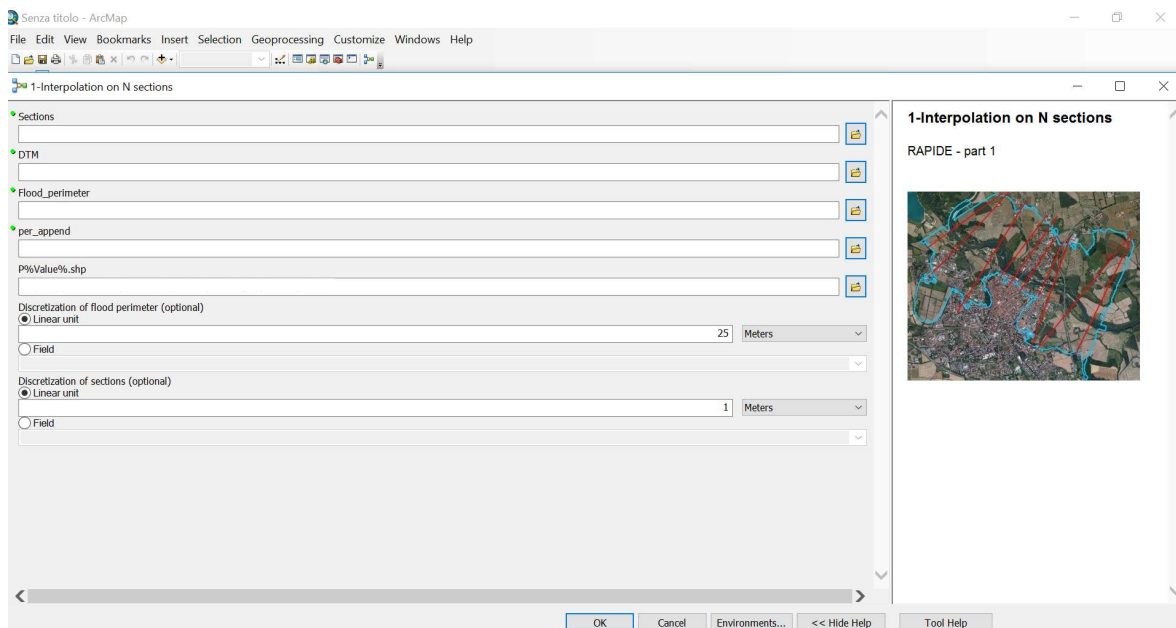 Senza titolo - ArcMap
File Edit View Bookmarks Insert Selection Geoprocessing Customize Windows Help
1-Interpolation on N sections
Sections
DTM
Flood_perimeter
per_append
P%Value%.shp
Discretization of flood perimeter (optional)
Linear unit
25 Meters
Field
Discretization of sections (optional)
Linear unit
1 Meters
Field
OK Cancel Environments... << Hide Help Tool Help
1-Interpolation on N sections
RAPIDE - part 1